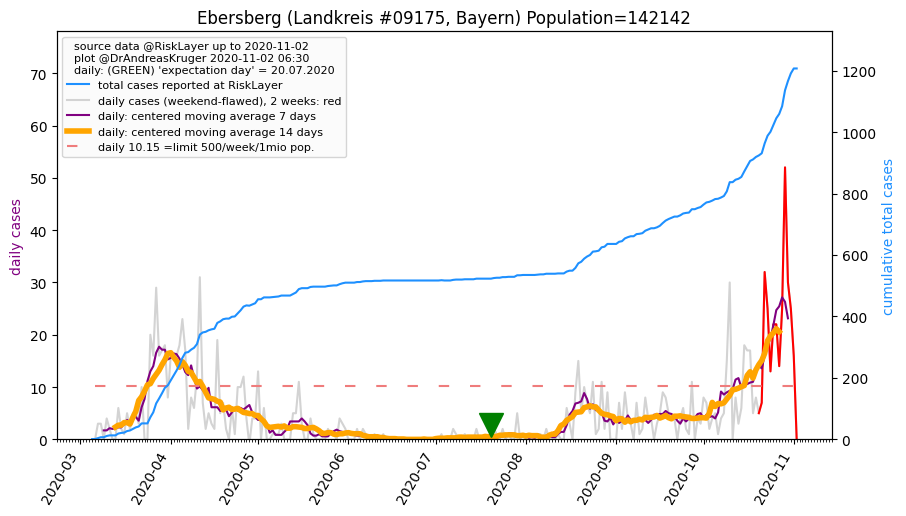 Ebersberg (Landkreis #09175, Bayern) Population=142142
source data @RiskLayer up to 2020-11-02
plot @DrAndreasKruger 2020-11-02 06:30
daily: (GREEN) 'expectation day' = 20.07.2020
total cases reported at RiskLayer
daily cases (weekend-flawed), 2 weeks: red
daily: centered moving average 7 days
daily: centered moving average 14 days
daily 10.15 =limit 500/week/1mio pop.
daily cases
70
60
50
40
30
20
10
0
cumulative total cases
1200
1000
800
600
400
200
0
2020-03
2020-04
2020-05
2020-06
2020-07
2020-08
2020-09
2020-10
2020-11